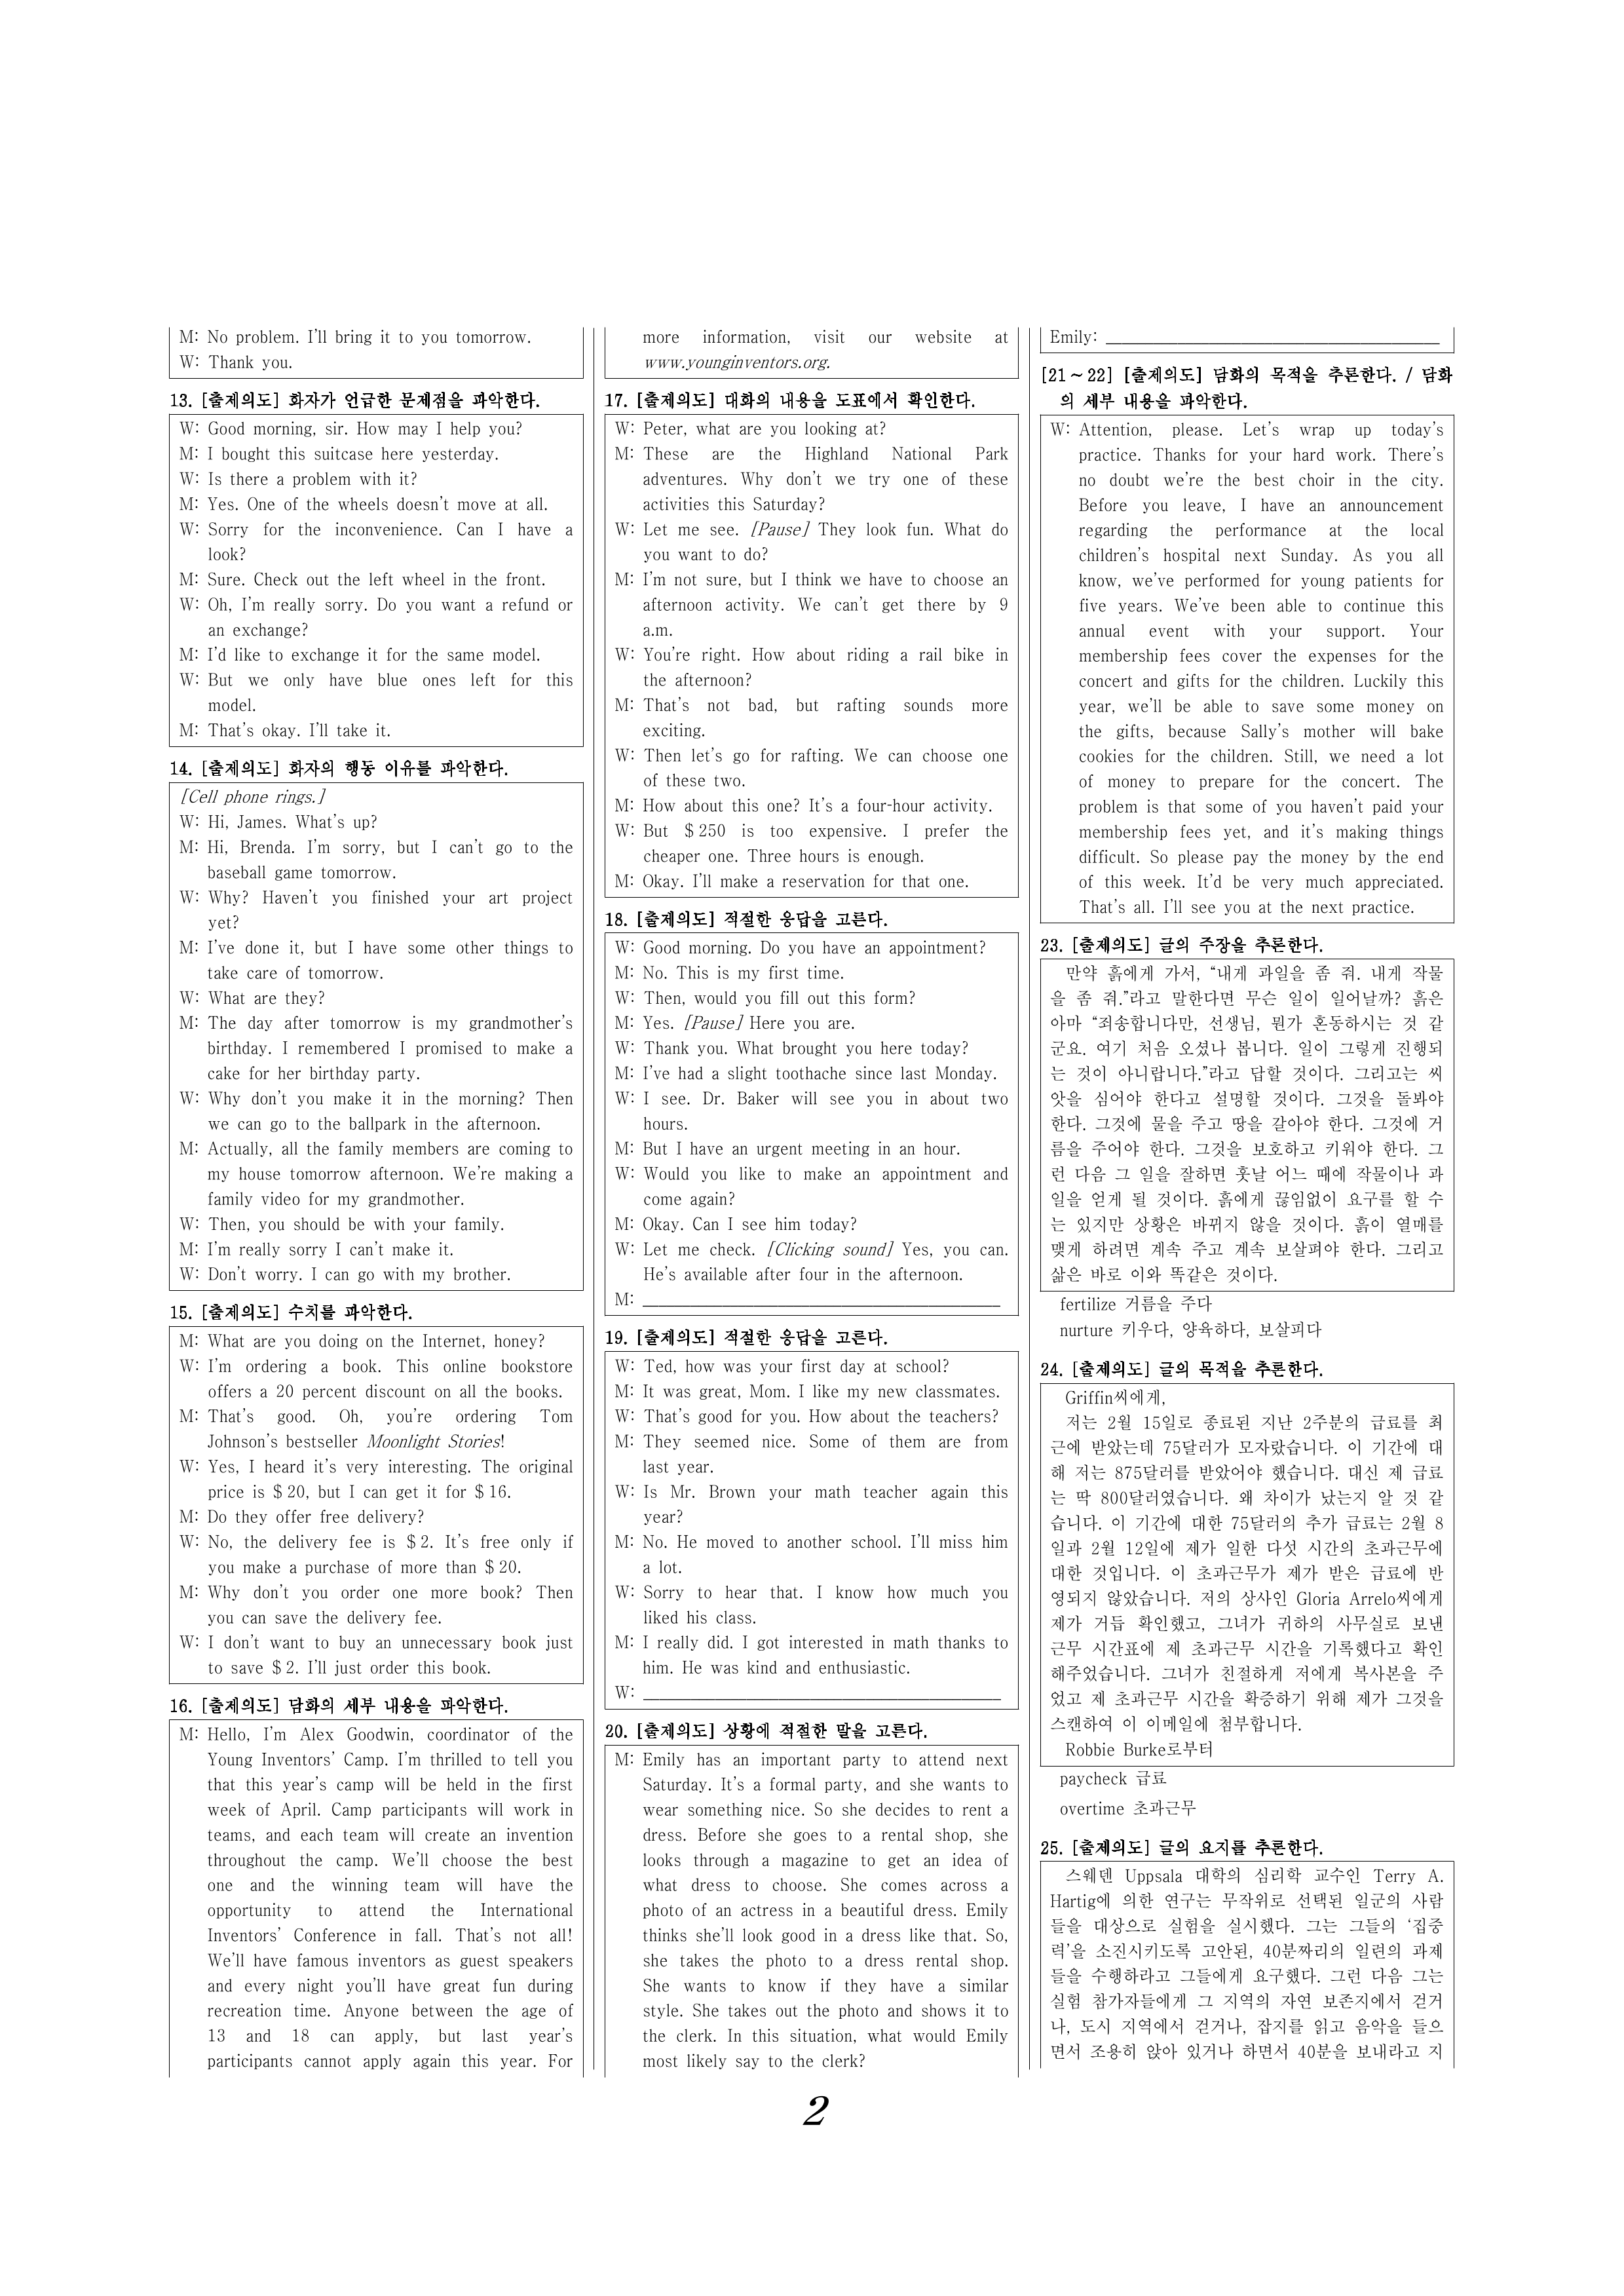 M: No problem. I'll bring it to you tomorrow.
W: Thank you.
13. [출제의도] 화자가 언급한 문제점을 파악한다.
W: Good morning, sir. How may I help you?
M: I bought this suitcase here yesterday.
W: Is there a problem with it?
M: Yes. One of the wheels doesn't move at all.
W: Sorry for the inconvenience. Can I have a
look?
M: Sure. Check out the left wheel in the front.
W: Oh, I'm really sorry. Do you want a refund or
an exchange?
M: I'd like to exchange it for the same model.
W: But we only have blue ones left for this
model.
M: That's okay. I'll take it.
14. [출제의도] 화자의 행동 이유를 파악한다.
[Cell phone rings.]
W: Hi, James. What's up?
M: Hi, Brenda. I'm sorry, but I can't go to the
baseball game tomorrow.
W: Why? Haven't you finished your art project
yet?
M: I've done it, but I have some other things to
take care of tomorrow.
W: What are they?
M: The day after tomorrow is my grandmother's
birthday. I remembered I promised to make a
cake for her birthday party.
W: Why don't you make it in the morning? Then
we can go to the ballpark in the afternoon.
M: Actually, all the family members are coming to
my house tomorrow afternoon. We're making a
family video for my grandmother.
W: Then, you should be with your family.
M: I'm really sorry I can't make it.
W: Don't worry. I can go with my brother.
15. [출제의도] 수치를 파악한다.
M: What are you doing on the Internet, honey?
W: I'm ordering a book. This online bookstore
offers a 20 percent discount on all the books.
M: That's good. Oh, you're ordering Tom
Johnson's bestseller Moonlight Stories!
W: Yes, I heard it's very interesting. The original
price is $20, but I can get it for $16.
M: Do they offer free delivery?
W: No, the delivery fee is $2. It's free only if
you make a purchase of more than $20.
M: Why don't you order one more book? Then
you can save the delivery fee.
W: I don't want to buy an unnecessary book just
to save $2. I'll just order this book.
16. [출제의도] 담화의 세부 내용을 파악한다.
M: Hello, I'm Alex Goodwin, coordinator of the
Young Inventors' Camp. I'm thrilled to tell you
that this year's camp will be held in the first
week of April. Camp participants will work in
teams, and each team will create an invention
throughout the camp. We'll choose the best
one and the winning team will have the
opportunity to attend the International
Inventors' Conference in fall. That's not all!
We'll have famous inventors as guest speakers
and every night you'll have great fun during
recreation time. Anyone between the age of
13 and 18 can apply, but last year's
participants cannot apply again this year. For
more information, visit our website at
www.younginventors.org.
17. [출제의도] 대화의 내용을 도표에서 확인한다.
W: Peter, what are you looking at?
M: These are the Highland National Park
adventures. Why don't we try one of these
activities this Saturday?
W: Let me see. [Pause] They look fun. What do
you want to do?
M: I'm not sure, but I think we have to choose an
afternoon activity. We can't get there by 9
a.m.
W: You're right. How about riding a rail bike in
the afternoon?
M: That's not bad, but rafting sounds more
exciting.
W: Then let's go for rafting. We can choose one
of these two.
M: How about this one? It's a four-hour activity.
W: But $250 is too expensive. I prefer the
cheaper one. Three hours is enough.
M: Okay. I'll make a reservation for that one.
18. [출제의도] 적절한 응답을 고른다.
W: Good morning. Do you have an appointment?
M: No. This is my first time.
W: Then, would you fill out this form?
M: Yes. [Pause] Here you are.
W: Thank you. What brought you here today?
M: I've had a slight toothache since last Monday.
W: I see. Dr. Baker will see you in about two
hours.
M: But I have an urgent meeting in an hour.
W: Would you like to make an appointment and
come again?
M: Okay. Can I see him today?
W: Let me check. [Clicking sound] Yes, you can.
He's available after four in the afternoon.
M: ____________________
19. [출제의도] 적절한 응답을 고른다.
W: Ted, how was your first day at school?
M: It was great, Mom. I like my new classmates.
W: That's good for you. How about the teachers?
M: They seemed nice. Some of them are from
last year.
W: Is Mr. Brown your math teacher again this
year?
M: No. He moved to another school. I'll miss him
a lot.
W: Sorry to hear that. I know how much you
liked his class.
M: I really did. I got interested in math thanks to
him. He was kind and enthusiastic.
W: ____________________
20. [출제의도] 상황에 적절한 말을 고른다.
M: Emily has an important party to attend next
Saturday. It's a formal party, and she wants to
wear something nice. So she decides to rent a
dress. Before she goes to a rental shop, she
looks through a magazine to get an idea of
what dress to choose. She comes across a
photo of an actress in a beautiful dress. Emily
thinks she'll look good in a dress like that. So,
she takes the photo to a dress rental shop.
She wants to know if they have a similar
style. She takes out the photo and shows it to
the clerk. In this situation, what would Emily
most likely say to the clerk?
Emily: ____________________
[21～22] [출제의도] 담화의 목적을 추론한다. / 담화
의 세부 내용을 파악한다.
W: Attention, please. Let's wrap up today's
practice. Thanks for your hard work. There's
no doubt we're the best choir in the city.
Before you leave, I have an announcement
regarding the performance at the local
children's hospital next Sunday. As you all
know, we've performed for young patients for
five years. We've been able to continue this
annual event with your support. Your
membership fees cover the expenses for the
concert and gifts for the children. Luckily this
year, we'll be able to save some money on
the gifts, because Sally's mother will bake
cookies for the children. Still, we need a lot
of money to prepare for the concert. The
problem is that some of you haven't paid your
membership fees yet, and it's making things
difficult. So please pay the money by the end
of this week. It'd be very much appreciated.
That's all. I'll see you at the next practice.
23. [출제의도] 글의 주장을 추론한다.
만약 흙에게 가서, “내게 과일을 좀 줘. 내게 작물
을 좀 줘.”라고 말한다면 무슨 일이 일어날까? 흙은
아마 “죄송합니다만, 선생님, 뭔가 혼동하시는 것 같
군요. 여기 처음 오셨나 봅니다. 일이 그렇게 진행되
는 것이 아니랍니다.”라고 답할 것이다. 그리고는 씨
앗을 심어야 한다고 설명할 것이다. 그것을 돌봐야
한다. 그것에 물을 주고 땅을 갈아야 한다. 그것에 거
름을 주어야 한다. 그것을 보호하고 키워야 한다. 그
런 다음 그 일을 잘하면 훗날 어느 때에 작물이나 과
일을 얻게 될 것이다. 흙에게 끊임없이 요구를 할 수
는 있지만 상황은 바뀌지 않을 것이다. 흙이 열매를
맺게 하려면 계속 주고 계속 보살펴야 한다. 그리고
삶은 바로 이와 똑같은 것이다.
fertilize 거름을 주다
nurture 키우다, 양육하다, 보살피다
24. [출제의도] 글의 목적을 추론한다.
Griffin씨에게,
저는 2월 15일로 종료된 지난 2주분의 급료를 최
근에 받았는데 75달러가 모자랐습니다. 이 기간에 대
해 저는 875달러를 받았어야 했습니다. 대신 제 급료
는 딱 800달러였습니다. 왜 차이가 났는지 알 것 같
습니다. 이 기간에 대한 75달러의 추가 급료는 2월 8
일과 2월 12일에 제가 일한 다섯 시간의 초과근무에
대한 것입니다. 이 초과근무가 제가 받은 급료에 반
영되지 않았습니다. 저의 상사인 Gloria Arrelo씨에게
제가 거듭 확인했고, 그녀가 귀하의 사무실로 보낸
근무 시간표에 제 초과근무 시간을 기록했다고 확인
해주었습니다. 그녀가 친절하게 저에게 복사본을 주
었고 제 초과근무 시간을 확증하기 위해 제가 그것을
스캔하여 이 이메일에 첨부합니다.
Robbie Burke로부터
paycheck 급료
overtime 초과근무
25. [출제의도] 글의 요지를 추론한다.
스웨덴 Uppsala 대학의 심리학 교수인 Terry A.
Hartig에 의한 연구는 무작위로 선택된 일군의 사람
들을 대상으로 실험을 실시했다. 그는 그들의 ‘집중
력’을 소진시키도록 고안된, 40분짜리의 일련의 과제
들을 수행하라고 그들에게 요구했다. 그런 다음 그는
실험 참가자들에게 그 지역의 자연 보존지에서 걷거
나, 도시 지역에서 걷거나, 잡지를 읽고 음악을 들으
면서 조용히 앉아 있거나 하면서 40분을 보내라고 지
2